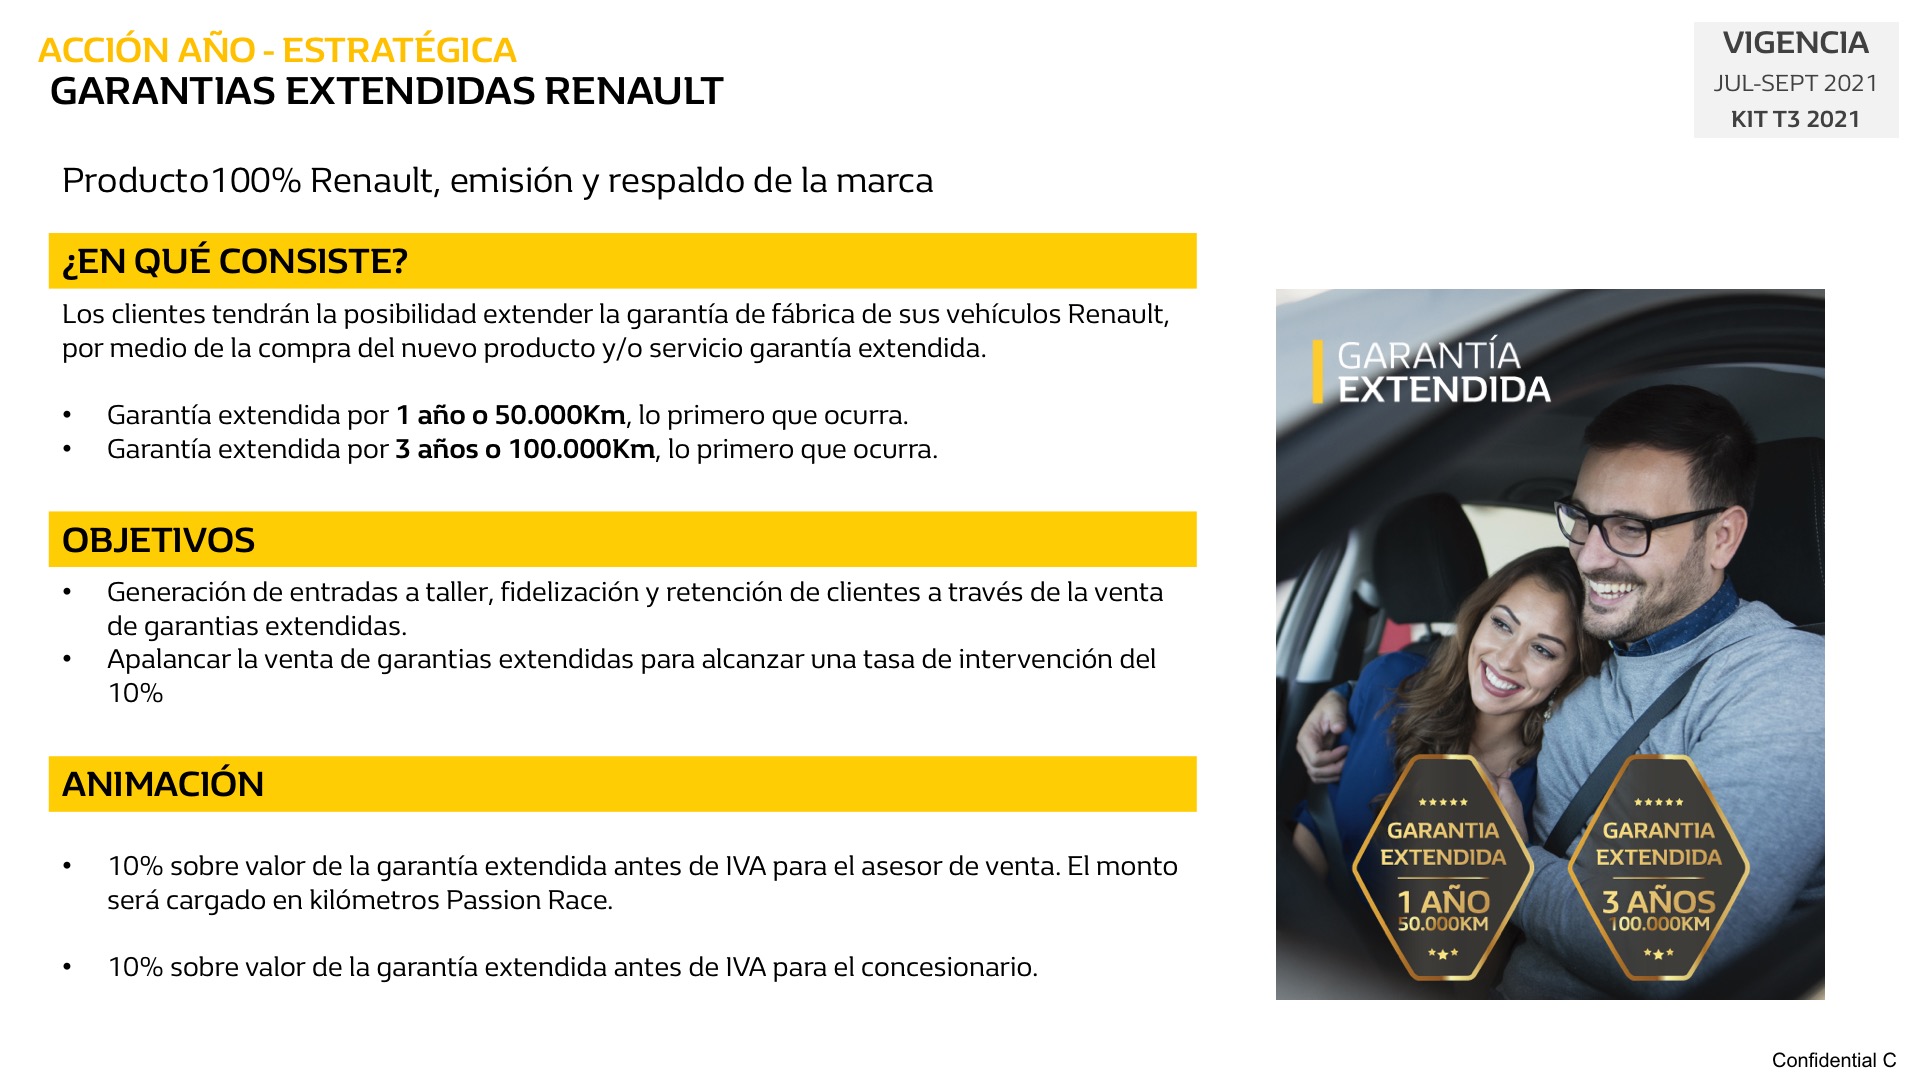 ACCIÓN AÑO - ESTRATÉGICA
GARANTIAS EXTENDIDAS RENAULT
VIGENCIA
JUL-SEPT 2021
KIT T3 2021
Producto100% Renault, emisión y respaldo de la marca
¿EN QUÉ CONSISTE?
Los clientes tendrán la posibilidad extender la garantía de fábrica de sus vehículos Renault,
por medio de la compra del nuevo producto y/o servicio garantía extendida.
• Garantía extendida por 1 año o 50.000Km, lo primero que ocurra.
• Garantía extendida por 3 años o 100.000Km, lo primero que ocurra.
OBJETIVOS
• Generación de entradas a taller, fidelización y retención de clientes a través de la venta
de garantias extendidas.
• Apalancar la venta de garantias extendidas para alcanzar una tasa de intervención del
10%
ANIMACIÓN
• 10% sobre valor de la garantía extendida antes de IVA para el asesor de venta. El monto
será cargado en kilómetros Passion Race.
• 10% sobre valor de la garantía extendida antes de IVA para el concesionario.
GARANTÍA
EXTENDIDA
GARANTIA
EXTENDIDA
1 AÑO
50.000KM
GARANTIA
EXTENDIDA
3 AÑOS
100.000KM
Confidential C